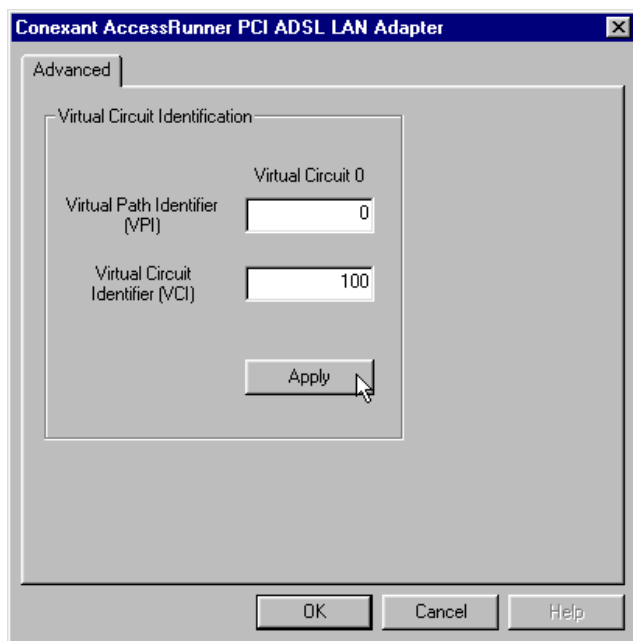 Conexant AccessRunner PCI ADSL LAN Adapter
Advanced
Virtual Circuit Identification
Virtual Circuit 0
Virtual Path Identifier
(VPI)
0
Virtual Circuit
Identifier (VCI)
100
Apply
OK
Cancel
Help